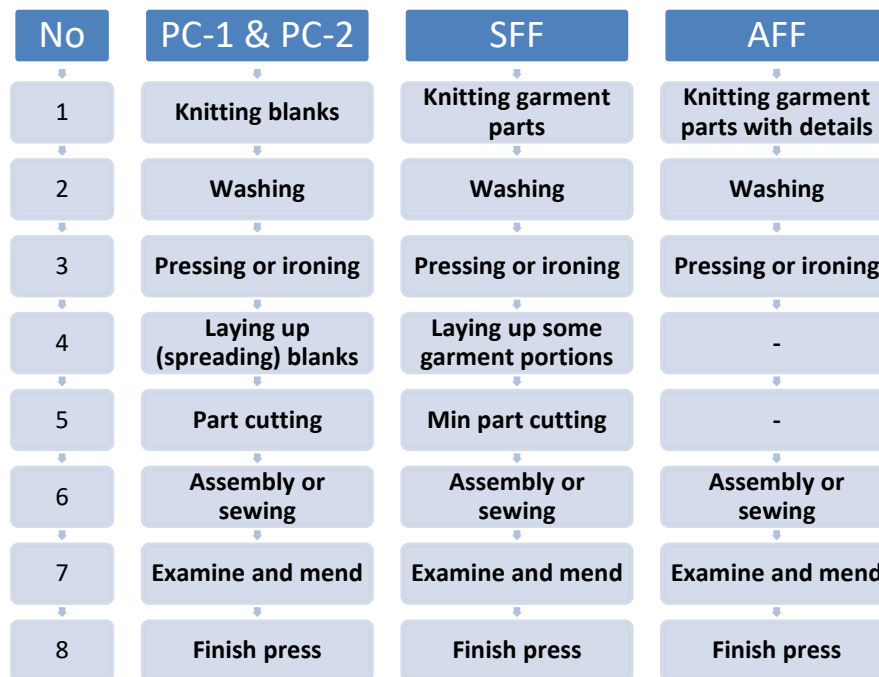 No PC-1 & PC-2 SFF AFF
1 Knitting blanks Knitting garment parts Knitting garment parts with details
2 Washing Washing Washing
3 Pressing or ironing Pressing or ironing Pressing or ironing
4 Laying up (spreading) blanks Laying up some garment portions -
5 Part cutting Min part cutting -
6 Assembly or sewing Assembly or sewing Assembly or sewing
7 Examine and mend Examine and mend Examine and mend
8 Finish press Finish press Finish press